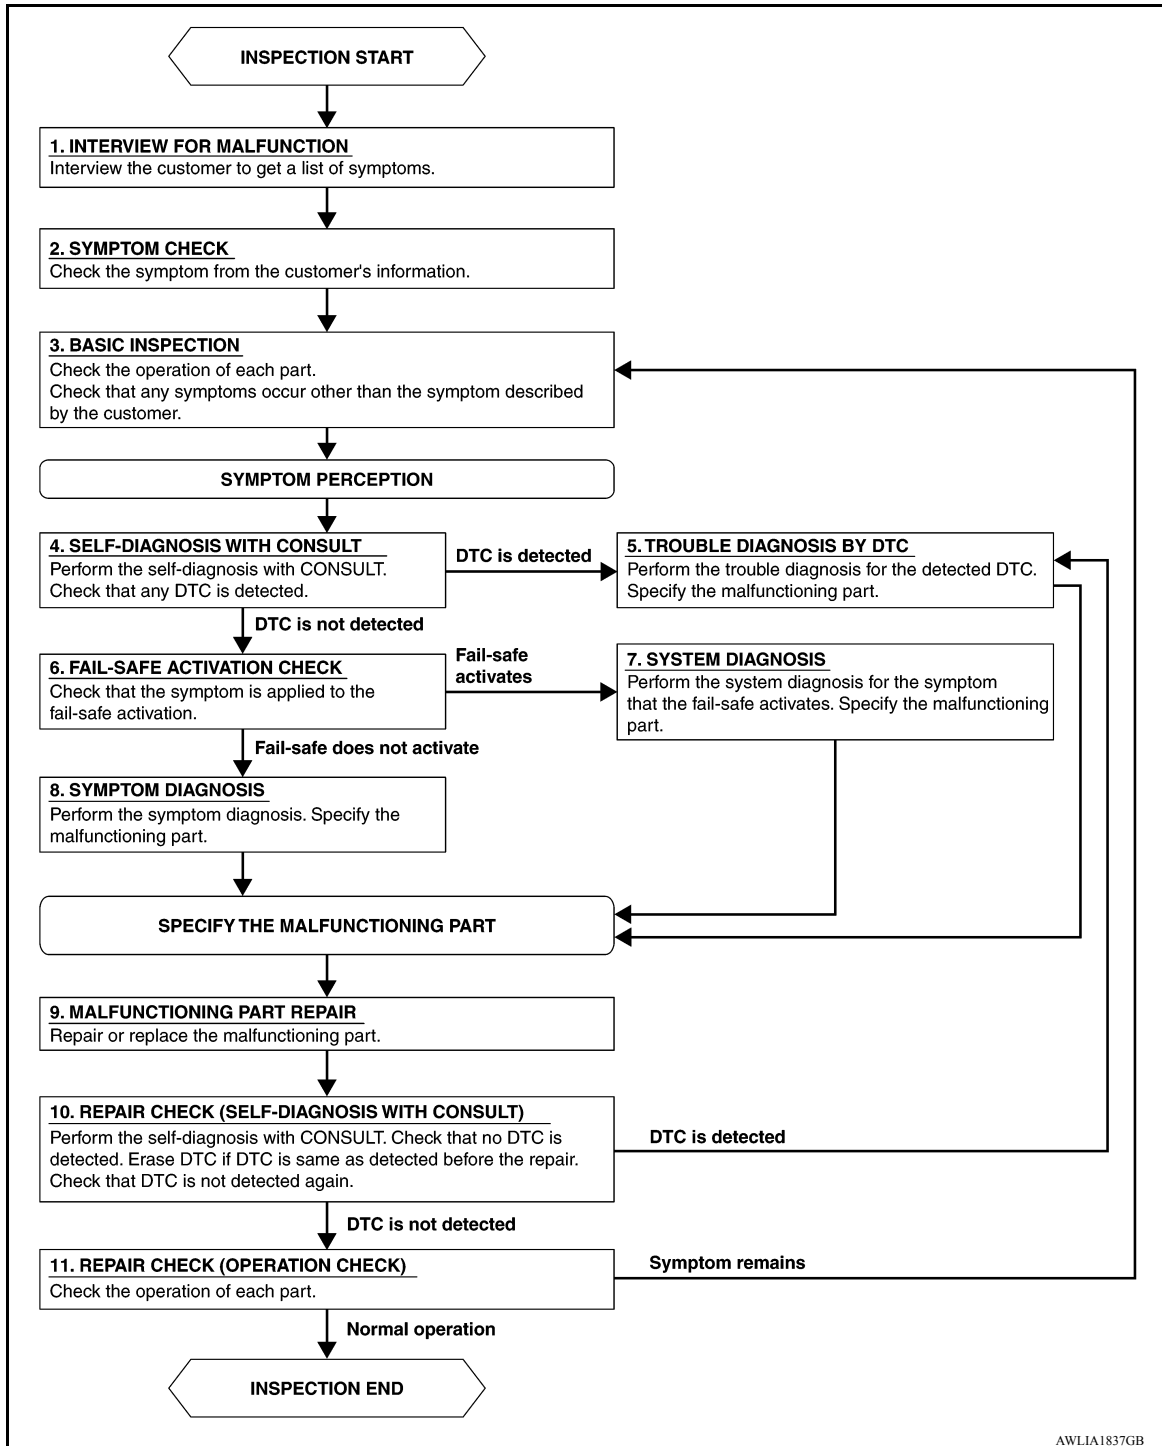 INSPECTION START
1. INTERVIEW FOR MALFUNCTION
Interview the customer to get a list of symptoms.
2. SYMPTOM CHECK
Check the symptom from the customer's information.
3. BASIC INSPECTION
Check the operation of each part.
Check that any symptoms occur other than the symptom described
by the customer.
SYMPTOM PERCEPTION
4. SELF-DIAGNOSIS WITH CONSULT
Perform the self-diagnosis with CONSULT.
Check that any DTC is detected.
DTC is detected
5. TROUBLE DIAGNOSIS BY DTC
Perform the trouble diagnosis for the detected DTC.
Specify the malfunctioning part.
DTC is not detected
6. FAIL-SAFE ACTIVATION CHECK
Check that the symptom is applied to the
fail-safe activation.
Fail-safe
activates
7. SYSTEM DIAGNOSIS
Perform the system diagnosis for the symptom
that the fail-safe activates. Specify the malfunctioning
part.
Fail-safe does not activate
8. SYMPTOM DIAGNOSIS
Perform the symptom diagnosis. Specify the
malfunctioning part.
SPECIFY THE MALFUNCTIONING PART
9. MALFUNCTIONING PART REPAIR
Repair or replace the malfunctioning part.
10. REPAIR CHECK (SELF-DIAGNOSIS WITH CONSULT)
Perform the self-diagnosis with CONSULT. Check that no DTC is
detected. Erase DTC if DTC is same as detected before the repair.
Check that DTC is not detected again.
DTC is detected
DTC is not detected
11. REPAIR CHECK (OPERATION CHECK)
Check the operation of each part.
Symptom remains
Normal operation
INSPECTION END
AWLIA1837GB